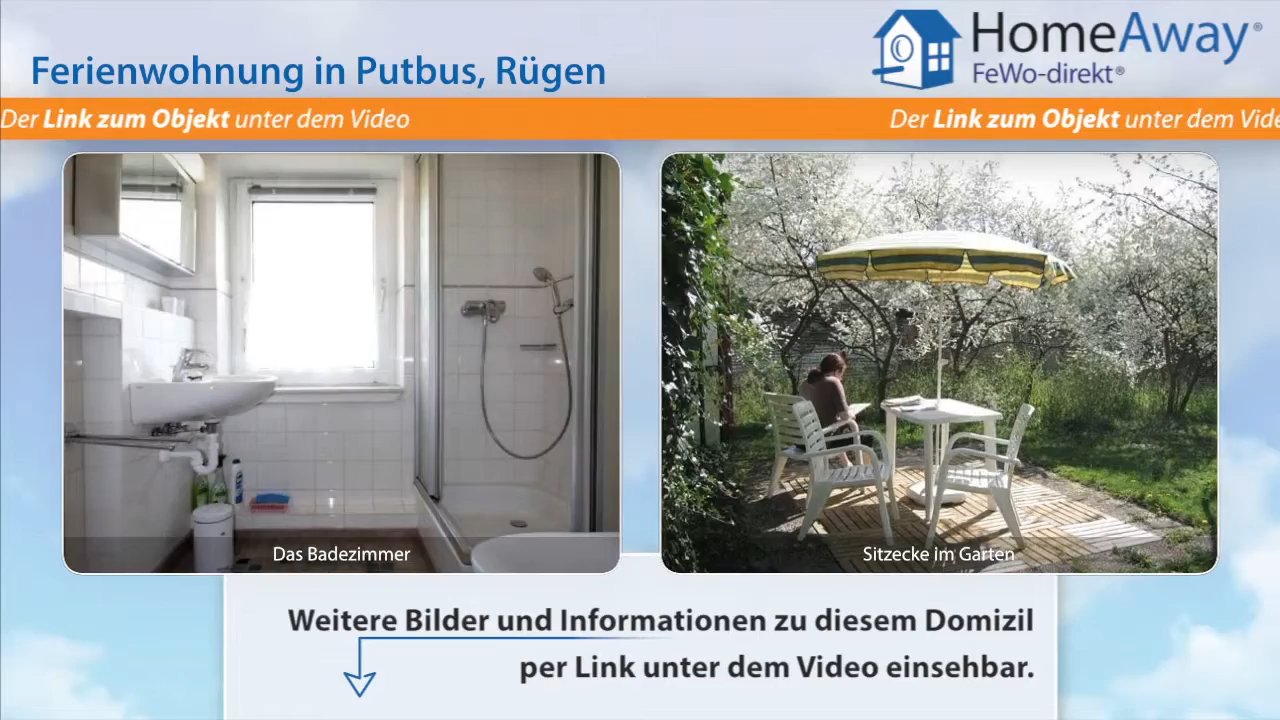 HomeAway®
FeWo-direkt®
Ferienwohnung in Putbus, Rügen
Der Link zum Objekt unter dem Video
Der Link zum Objekt unter dem Vide
Das Badezimmer
Sitzecke im Garten
Weitere Bilder und Informationen zu diesem Domizil
per Link unter dem Video einsehbar.